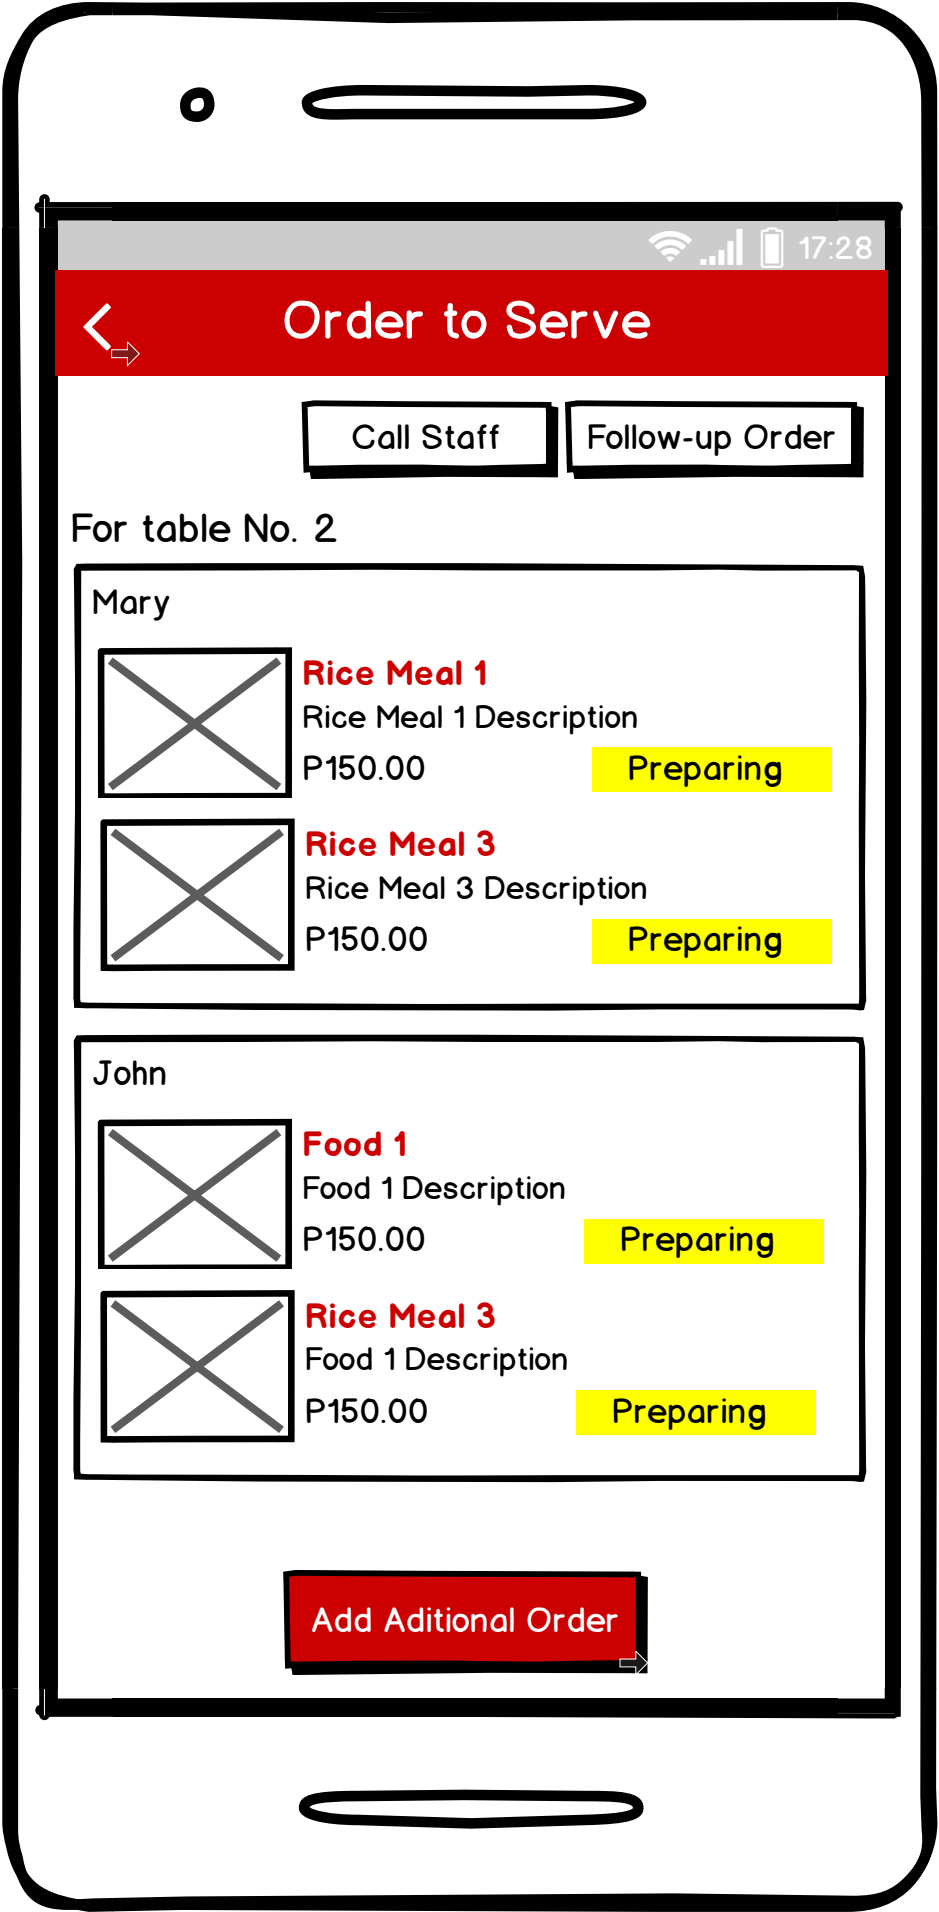 17:28
Order to Serve
Call Staff
Follow-up Order
For table No. 2
Mary
Rice Meal 1
Rice Meal 1 Description
P150.00
Preparing
Rice Meal 3
Rice Meal 3 Description
P150.00
Preparing
John
Food 1
Food 1 Description
P150.00
Preparing
Rice Meal 3
Food 1 Description
P150.00
Preparing
Add Aditional Order